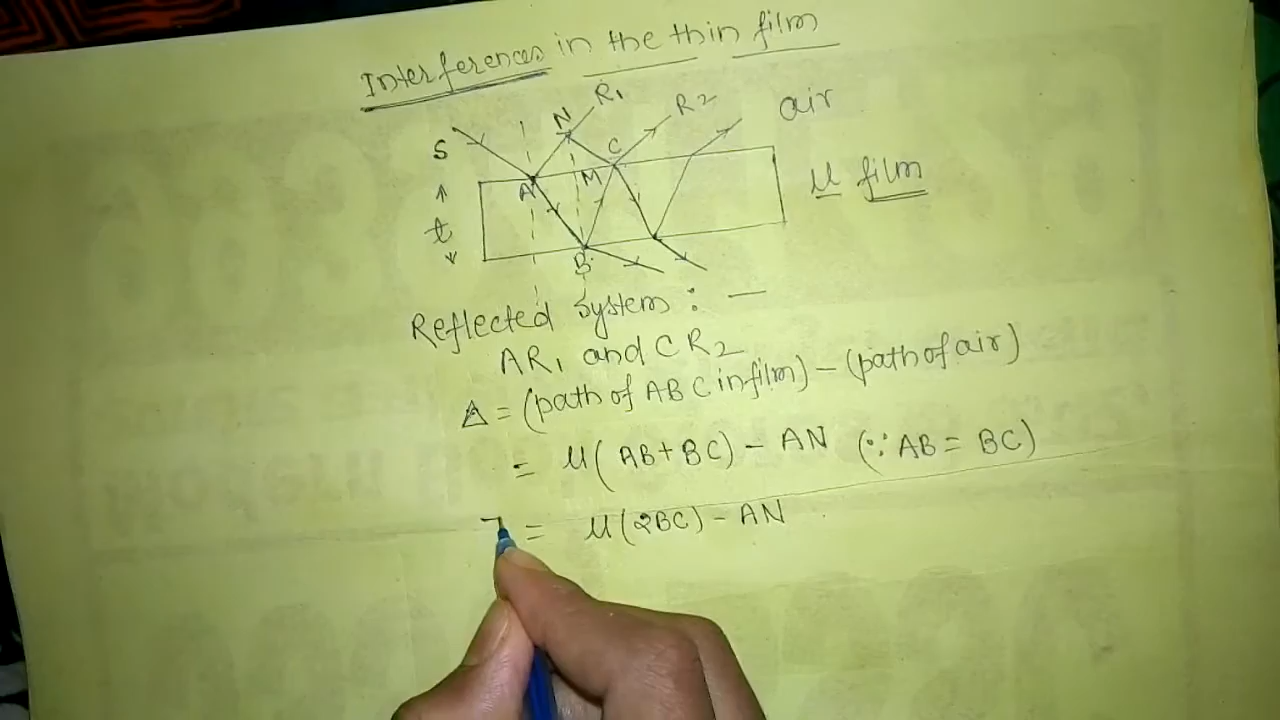 Interferences in the thin film
S
N
R₁
R₂
air
C
A
M
μ film
t
B
Reflected System : —
AR₁ and CR₂
Δ = (path of ABC in film) - (path of air)
= μ( AB + BC) - AN (∵ AB = BC)
= μ(2BC) - AN